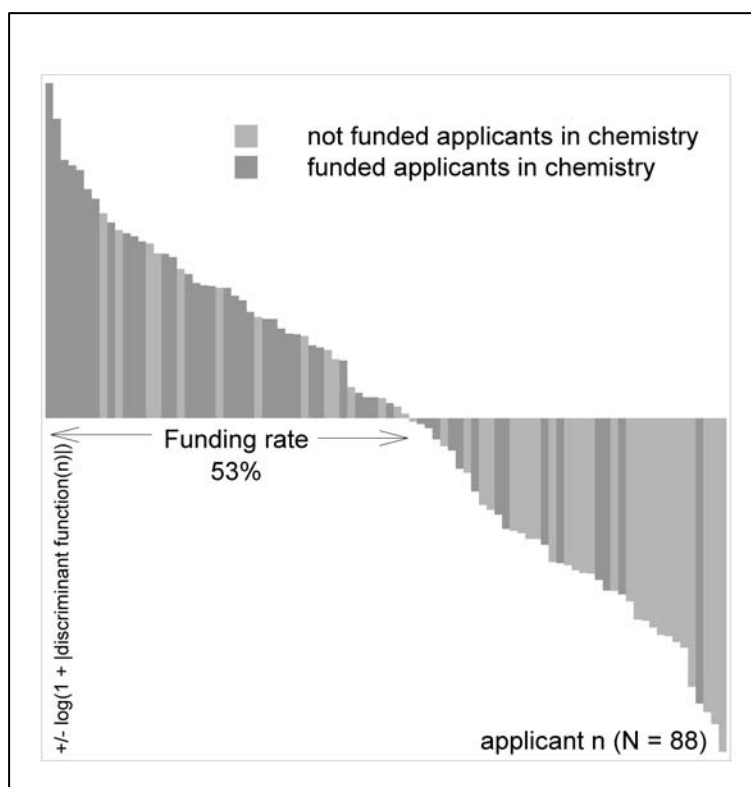 not funded applicants in chemistry
funded applicants in chemistry
Funding rate
53%
+/- log(1 + |discriminant function(n)|)
applicant n (N = 88)